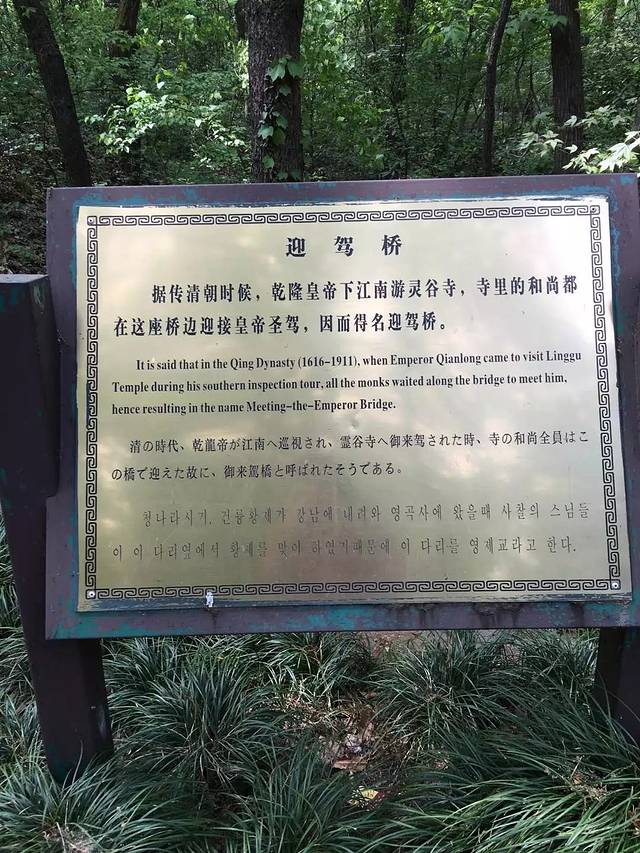 迎驾桥
据传清朝时候，乾隆皇帝下江南游灵谷寺，寺里的和尚都
在这座桥边迎接皇帝圣驾，因而得名迎驾桥。
It is said that in the Qing Dynasty (1616-1911), when Emperor Qianlong came to visit Linggu
Temple during his southern inspection tour, all the monks waited along the bridge to meet him,
hence resulting in the name Meeting-the-Emperor Bridge.
清の時代、乾龍帝が江南へ巡視され、霊谷寺へ御来驾された時、寺の和尚全員はこ
の橋で迎えた故に、御来駕橋と呼ばれたそうである。
청나라시기, 건륭황제가 강남에 내려와 영곡사에 왔을때 사찰의 스님들
이 이 다리옆에서 황제를 맞이 하였기때문에 이 다리를 영제교라고 한다.